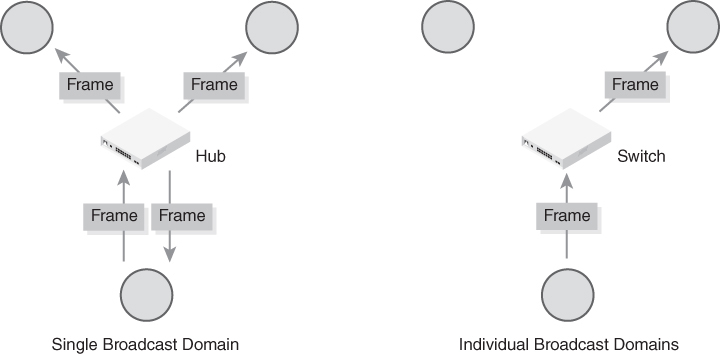 Frame
Frame
Frame
Hub
Switch
Frame
Frame
Frame
Single Broadcast Domain
Individual Broadcast Domains